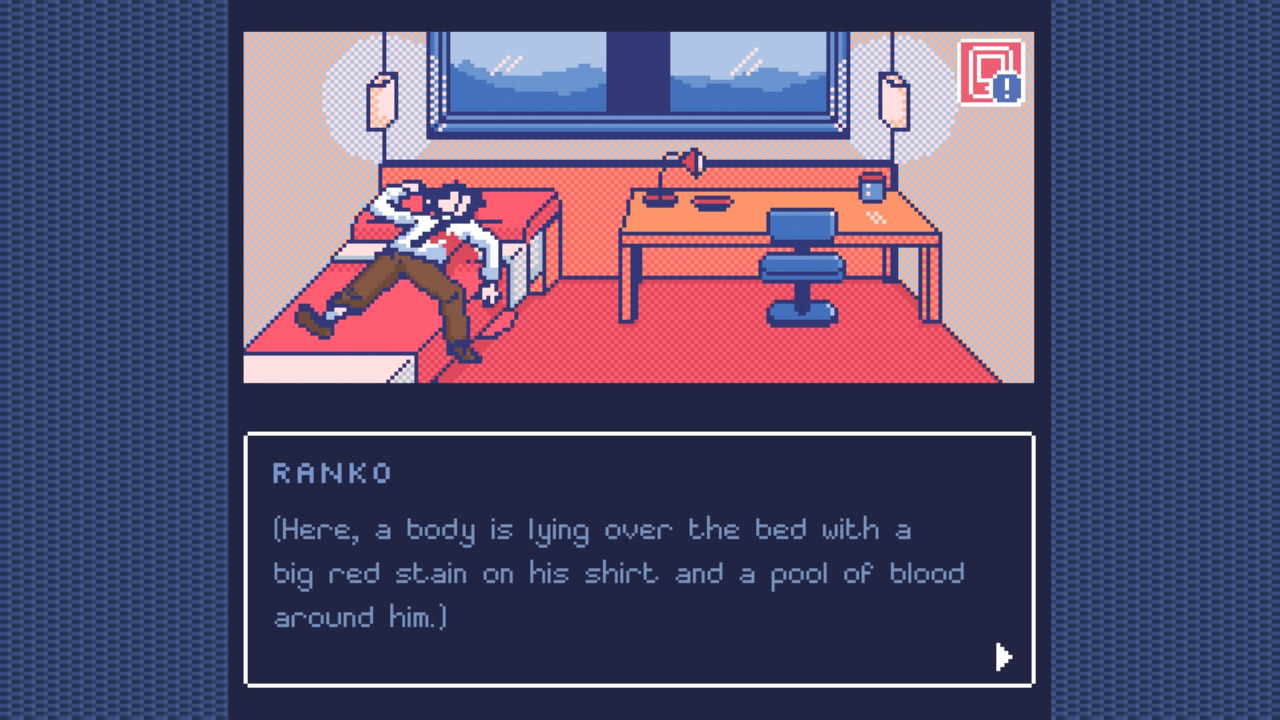 RANKO
(Here, a body is lying over the bed with a
big red stain on his shirt and a pool of blood
around him.)